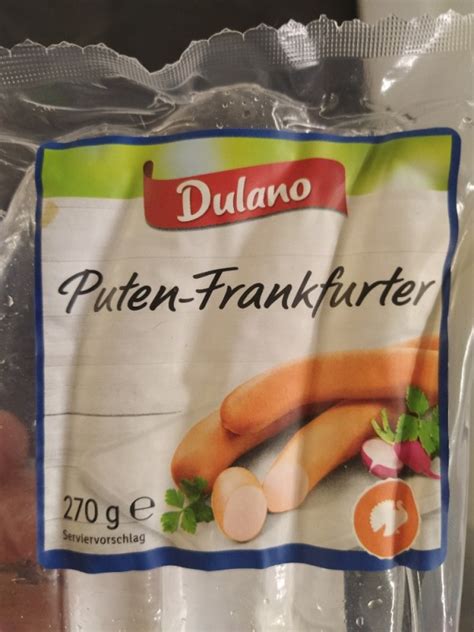 Dulano
Puten-Frankfurter
270 g e
Serviervorschlag